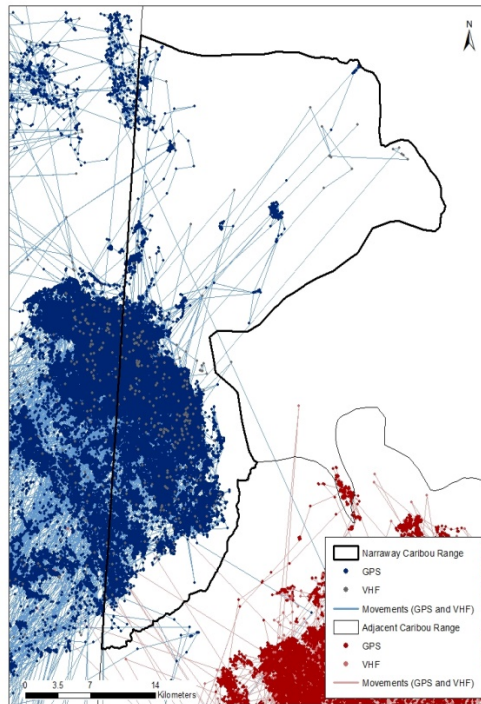 N
Narraway Caribou Range
GPS
VHF
Movements (GPS and VHF)
Adjacent Caribou Range
GPS
VHF
Movements (GPS and VHF)
0 3.5 7 14
Kilometers